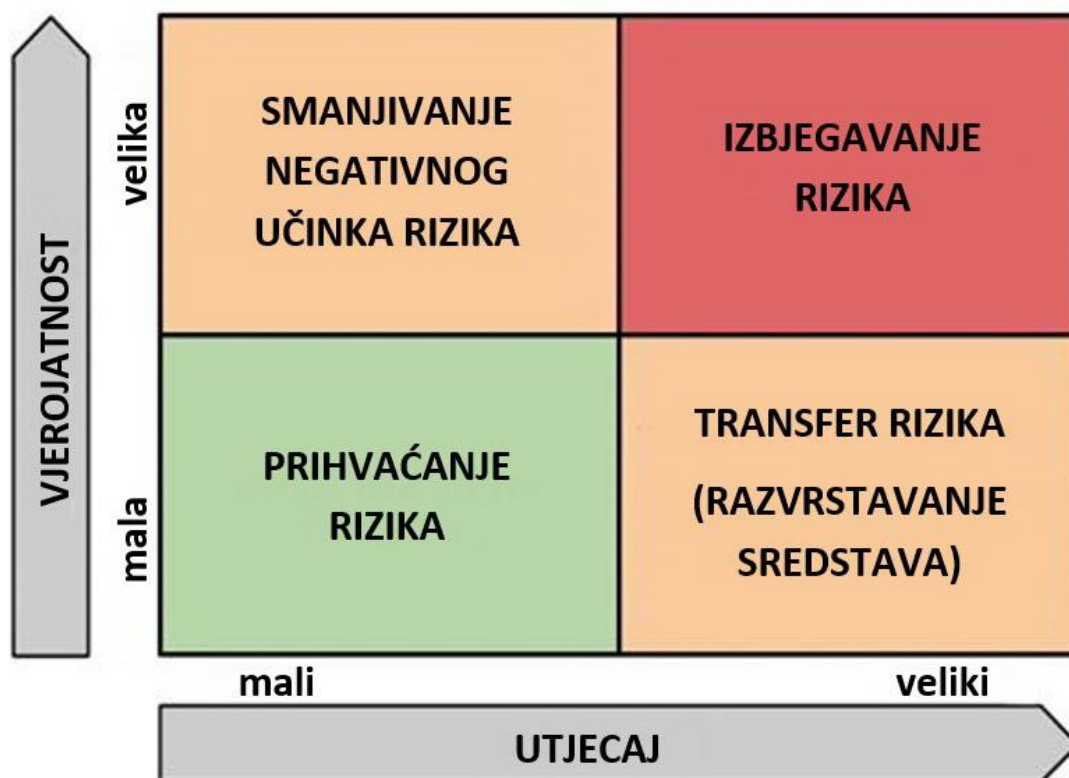 VJEROJATNOST
velika
mala
SMANJIVANJE
NEGATIVNOG
UČINKA RIZIKA
IZBJEGAVANJE
RIZIKA
PRIHVAĆANJE
RIZIKA
TRANSFER RIZIKA
(RAZVRSTAVANJE
SREDSTAVA)
mali
veliki
UTJECAJ